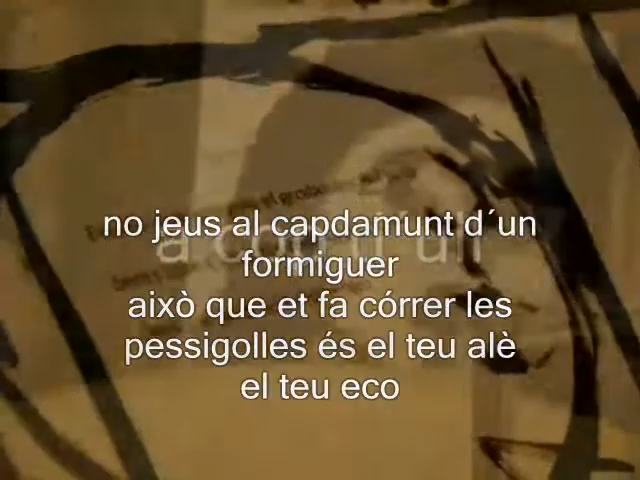 no jeus al capdamunt d´un
formiguer
això que et fa córrer les
pessigolles és el teu alè
el teu eco